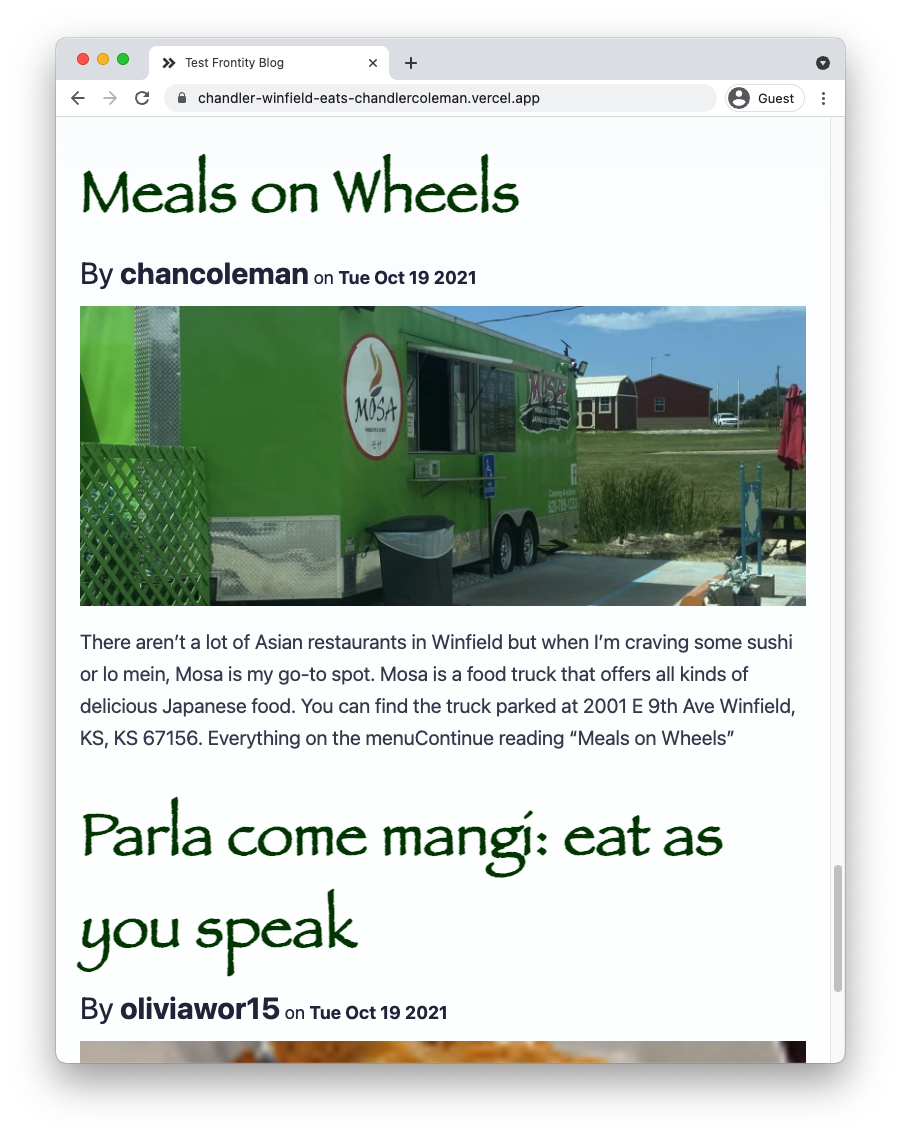 Test Frontity Blog
chandler-winfield-eats-chandlercoleman.vercel.app
Guest
Meals on Wheels
By chancoleman on Tue Oct 19 2021
MOSA
MOSA
JAPANESE
There aren’t a lot of Asian restaurants in Winfield but when I’m craving some sushi
or lo mein, Mosa is my go-to spot. Mosa is a food truck that offers all kinds of
delicious Japanese food. You can find the truck parked at 2001 E 9th Ave Winfield,
KS, KS 67156. Everything on the menuContinue reading “Meals on Wheels”
Parla come mangi: eat as
you speak
By oliviawor15 on Tue Oct 19 2021